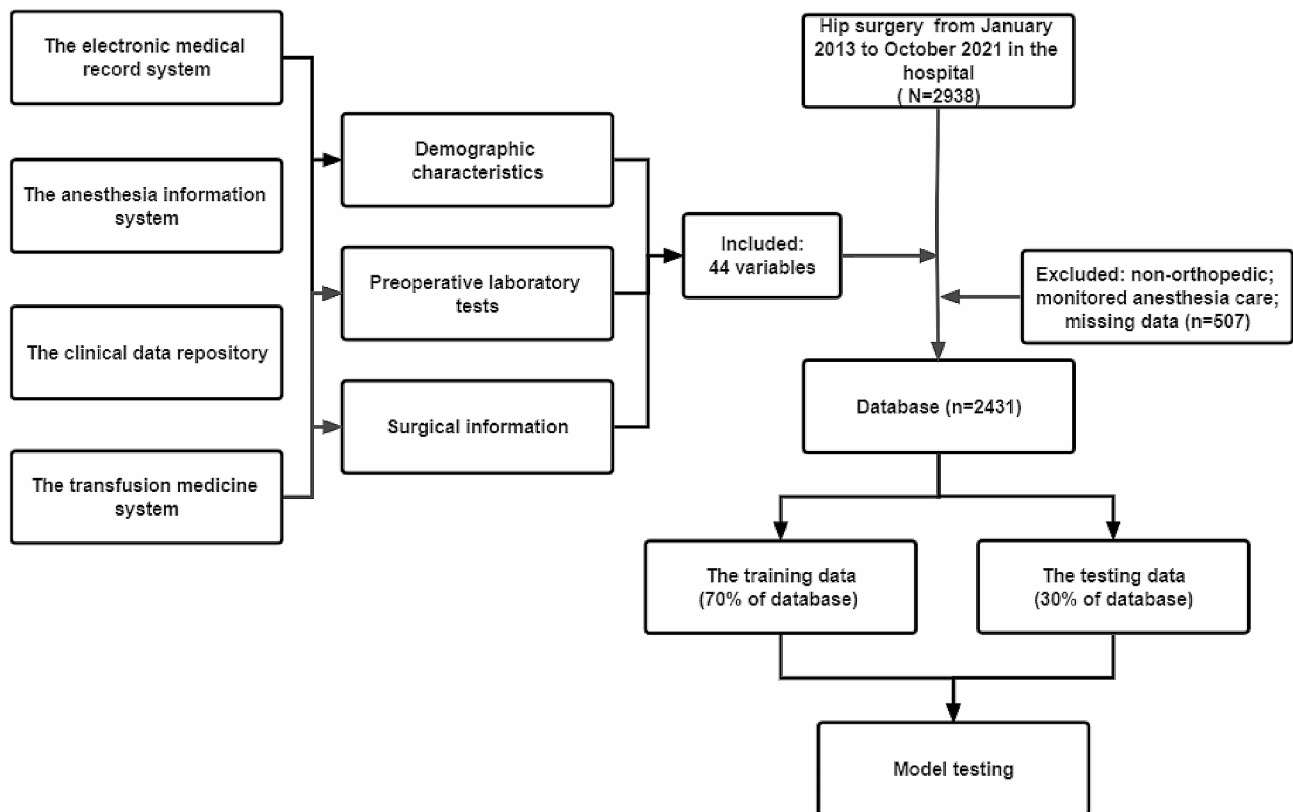 The electronic medical
record system
The anesthesia information
system
The clinical data repository
The transfusion medicine
system
Demographic
characteristics
Preoperative laboratory
tests
Surgical information
Included:
44 variables
Hip surgery from January
2013 to October 2021 in the
hospital
( N=2938)
Excluded: non-orthopedic;
monitored anesthesia care;
missing data (n=507)
Database (n=2431)
The training data
(70% of database)
The testing data
(30% of database)
Model testing